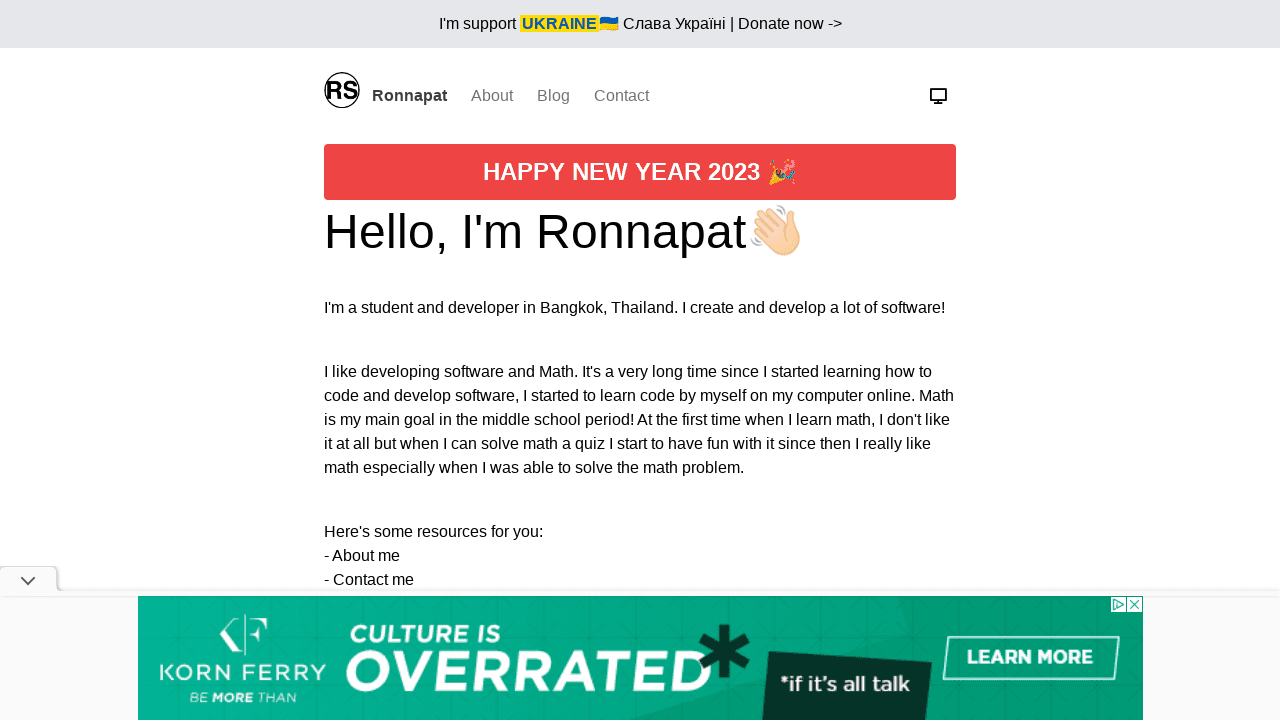 I'm support UKRAINE🇺🇦 Слава Україні | Donate now ->
RS Ronnapat About Blog Contact
HAPPY NEW YEAR 2023 🎉
Hello, I'm Ronnapat👋🏻
I'm a student and developer in Bangkok, Thailand. I create and develop a lot of software!
I like developing software and Math. It's a very long time since I started learning how to
code and develop software, I started to learn code by myself on my computer online. Math
is my main goal in the middle school period! At the first time when I learn math, I don't like
it at all but when I can solve math a quiz I start to have fun with it since then I really like
math especially when I was able to solve the math problem.
Here's some resources for you:
- About me
- Contact me
KORN FERRY
BE MORE THAN
CULTURE IS
OVERRATED*
*if it's all talk
LEARN MORE